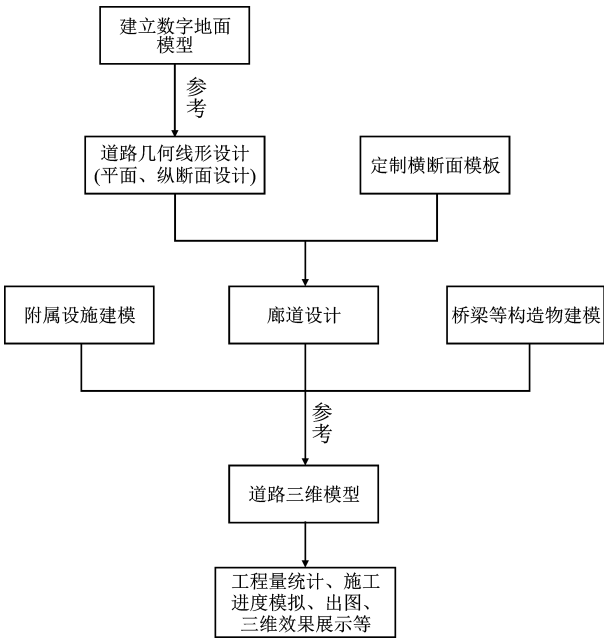 建立数字地面
模型
参
考
道路几何线形设计
(平面、纵断面设计)
定制横断面模板
附属设施建模
廊道设计
桥梁等构造物建模
参
考
道路三维模型
工程量统计、施工
进度模拟、出图、
三维效果展示等